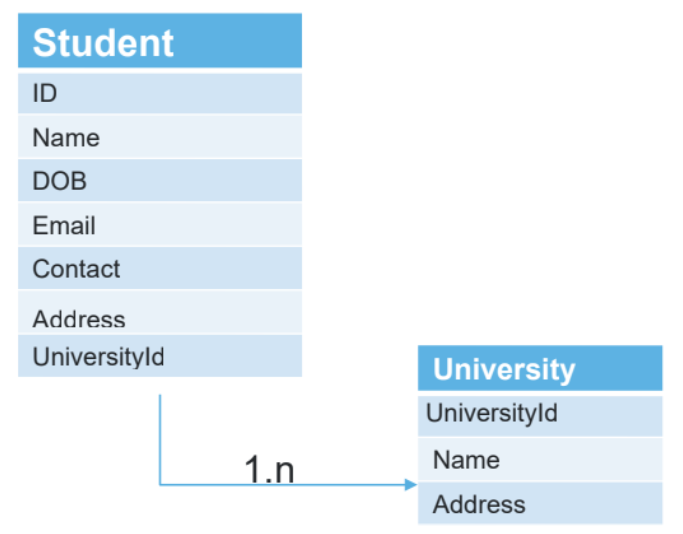 Student
ID
Name
DOB
Email
Contact
Address
UniversityId
1.n
University
UniversityId
Name
Address